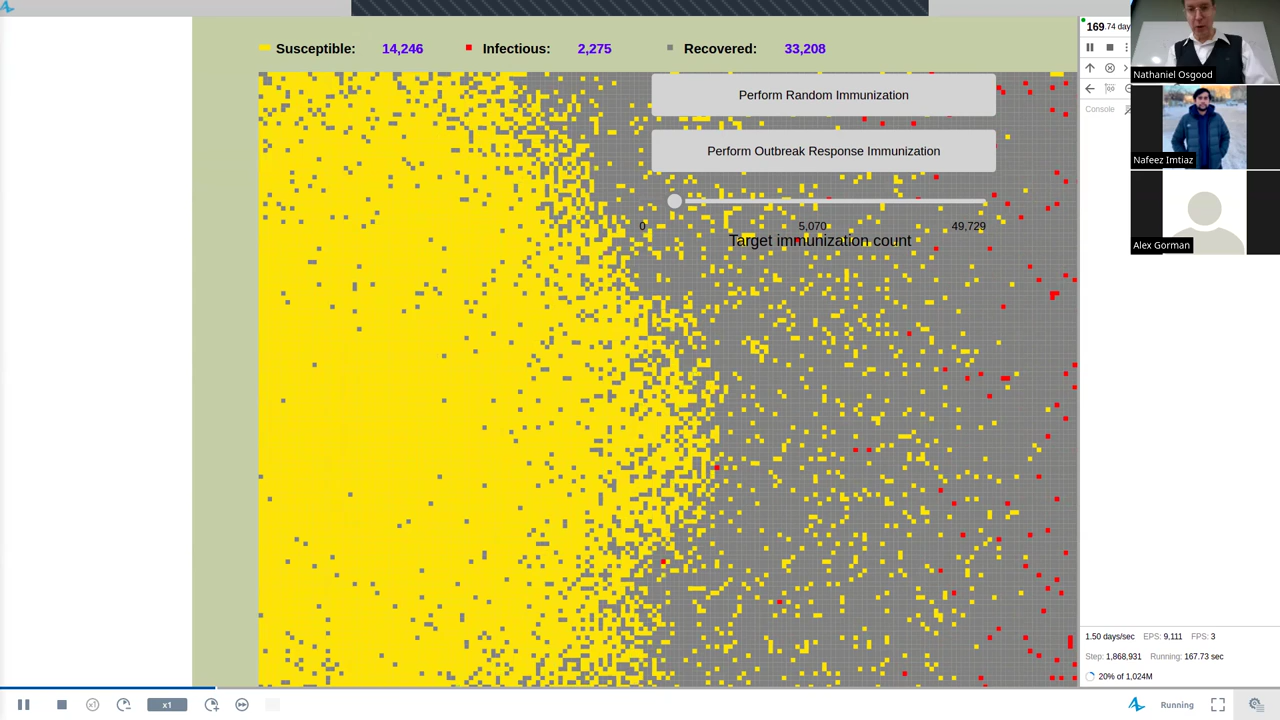 Susceptible: 14,246 Infectious: 2,275 Recovered: 33,208
Perform Random Immunization
Perform Outbreak Response Immunization
0 5,070 49,729
Target immunization count
169.74 day
Console
Nathaniel Osgood
Nafeez Imtiaz
Alex Gorman
1.50 days/sec EPS: 9,111 FPS: 3
Step: 1,868,931 Running: 167.73 sec
20% of 1,024M
x1
x1
Running